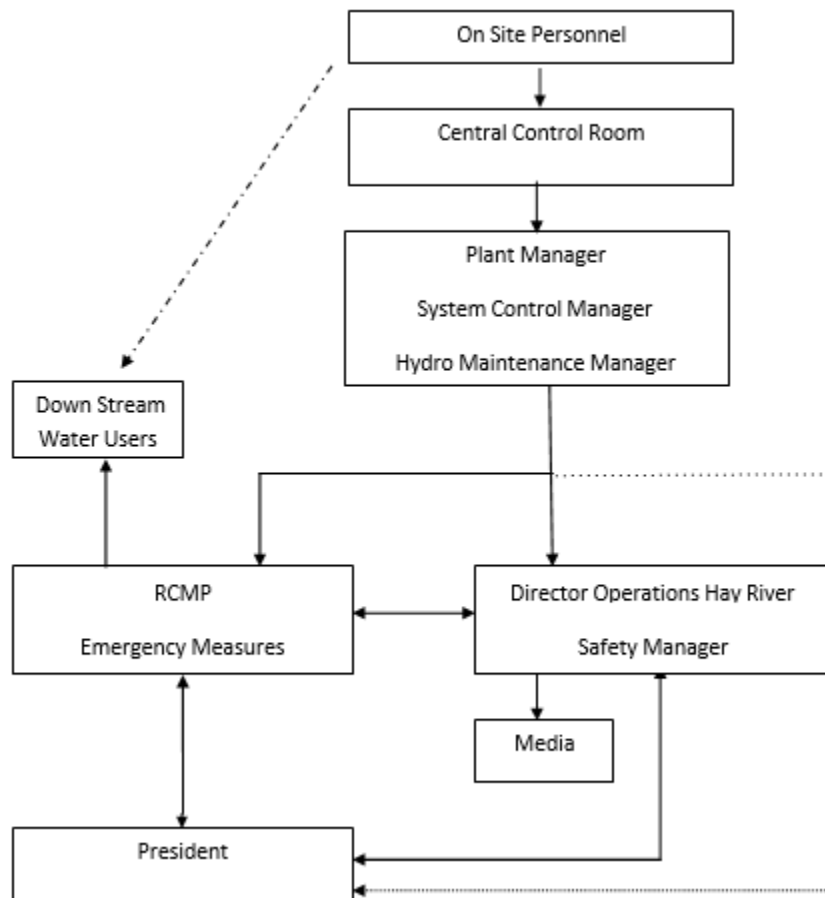 On Site Personnel
Central Control Room
Plant Manager
System Control Manager
Hydro Maintenance Manager
Down Stream
Water Users
RCMP
Emergency Measures
Director Operations Hay River
Safety Manager
Media
President